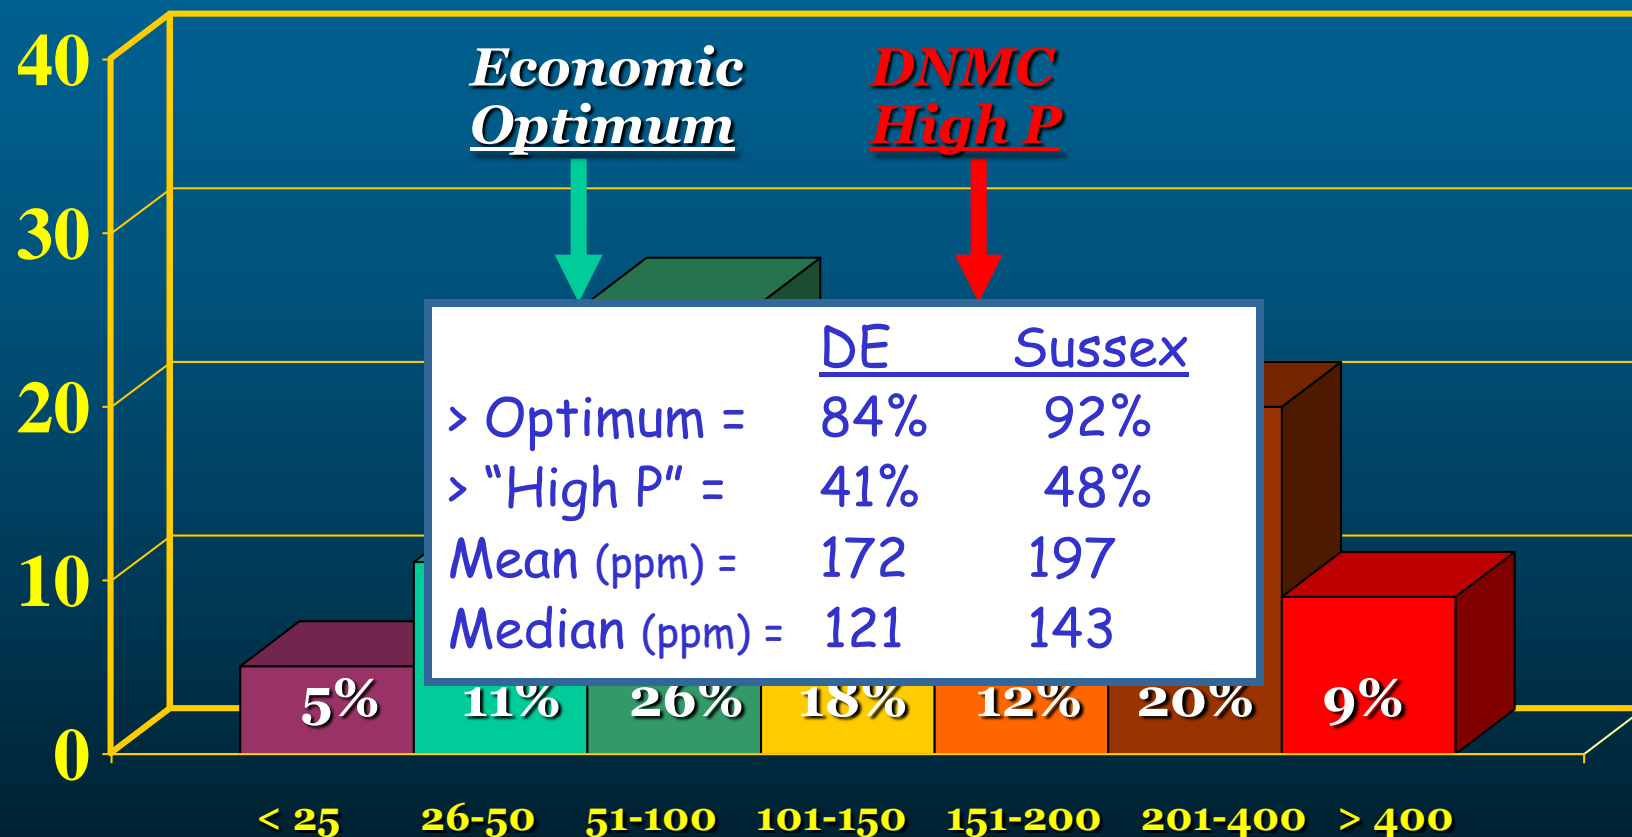 40
Economic DNMC
Optimum High P
30
DE Sussex
20
> Optimum = 84% 92%
> “High P” = 41% 48%
Mean (ppm) = 172 197
10
Median (ppm) = 121 143
5% 11% 26% 18% 12% 20% 9%
0
< 25 26-50 51-100 101-150 151-200 201-400 > 400